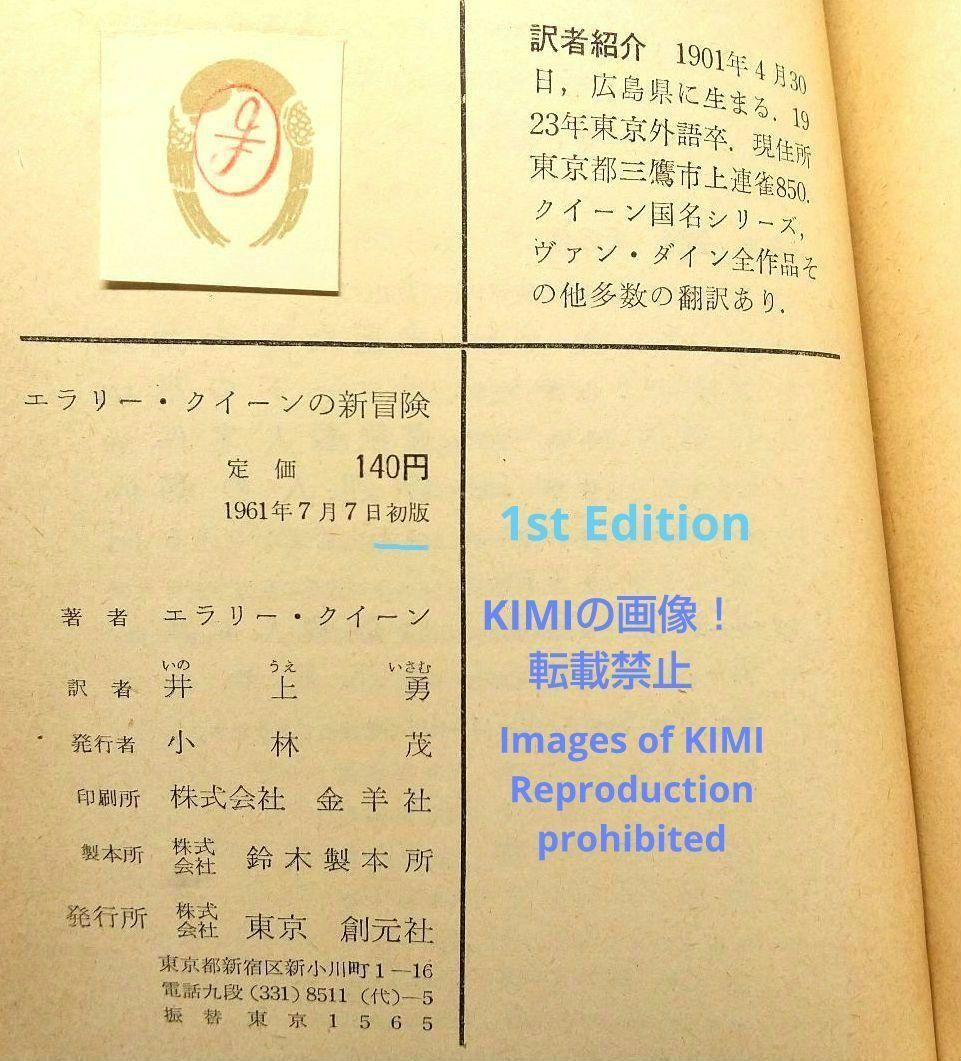 訳者紹介　1901年4月30
日，広島県に生まる．19
23年東京外語卒．現住所
東京都三鷹市上連雀850.
クイーン国名シリーズ，
ヴァン・ダイン全作品そ
の他多数の翻訳あり．
エラリー・クイーンの新冒険
定価　140円
1961年7月7日初版
1st Edition
著者　エラリー・クイーン
KIMIの画像！
転載禁止
いの　うえ　いさむ
訳者　井上勇
発行者　小林茂
Images of KIMI
Reproduction
prohibited
印刷所　株式会社　金羊社
製本所　株式会社　鈴木製本所
発行所　株式会社　東京　創元社
東京都新宿区新小川町1—16
電話九段(331)8511(代)—5
振替東京1565